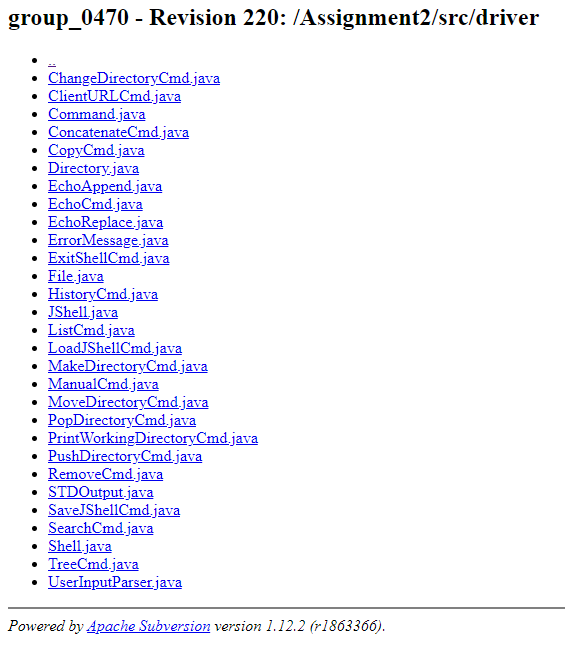 group_0470 - Revision 220: /Assignment2/src/driver
..
ChangeDirectoryCmd.java
ClientURLCmd.java
Command.java
ConcatenateCmd.java
CopyCmd.java
Directory.java
EchoAppend.java
EchoCmd.java
EchoReplace.java
ErrorMessage.java
ExitShellCmd.java
File.java
HistoryCmd.java
JShell.java
ListCmd.java
LoadJShellCmd.java
MakeDirectoryCmd.java
ManualCmd.java
MoveDirectoryCmd.java
PopDirectoryCmd.java
PrintWorkingDirectoryCmd.java
PushDirectoryCmd.java
RemoveCmd.java
STDOutput.java
SaveJShellCmd.java
SearchCmd.java
Shell.java
TreeCmd.java
UserInputParser.java
Powered by Apache Subversion version 1.12.2 (r1863366).